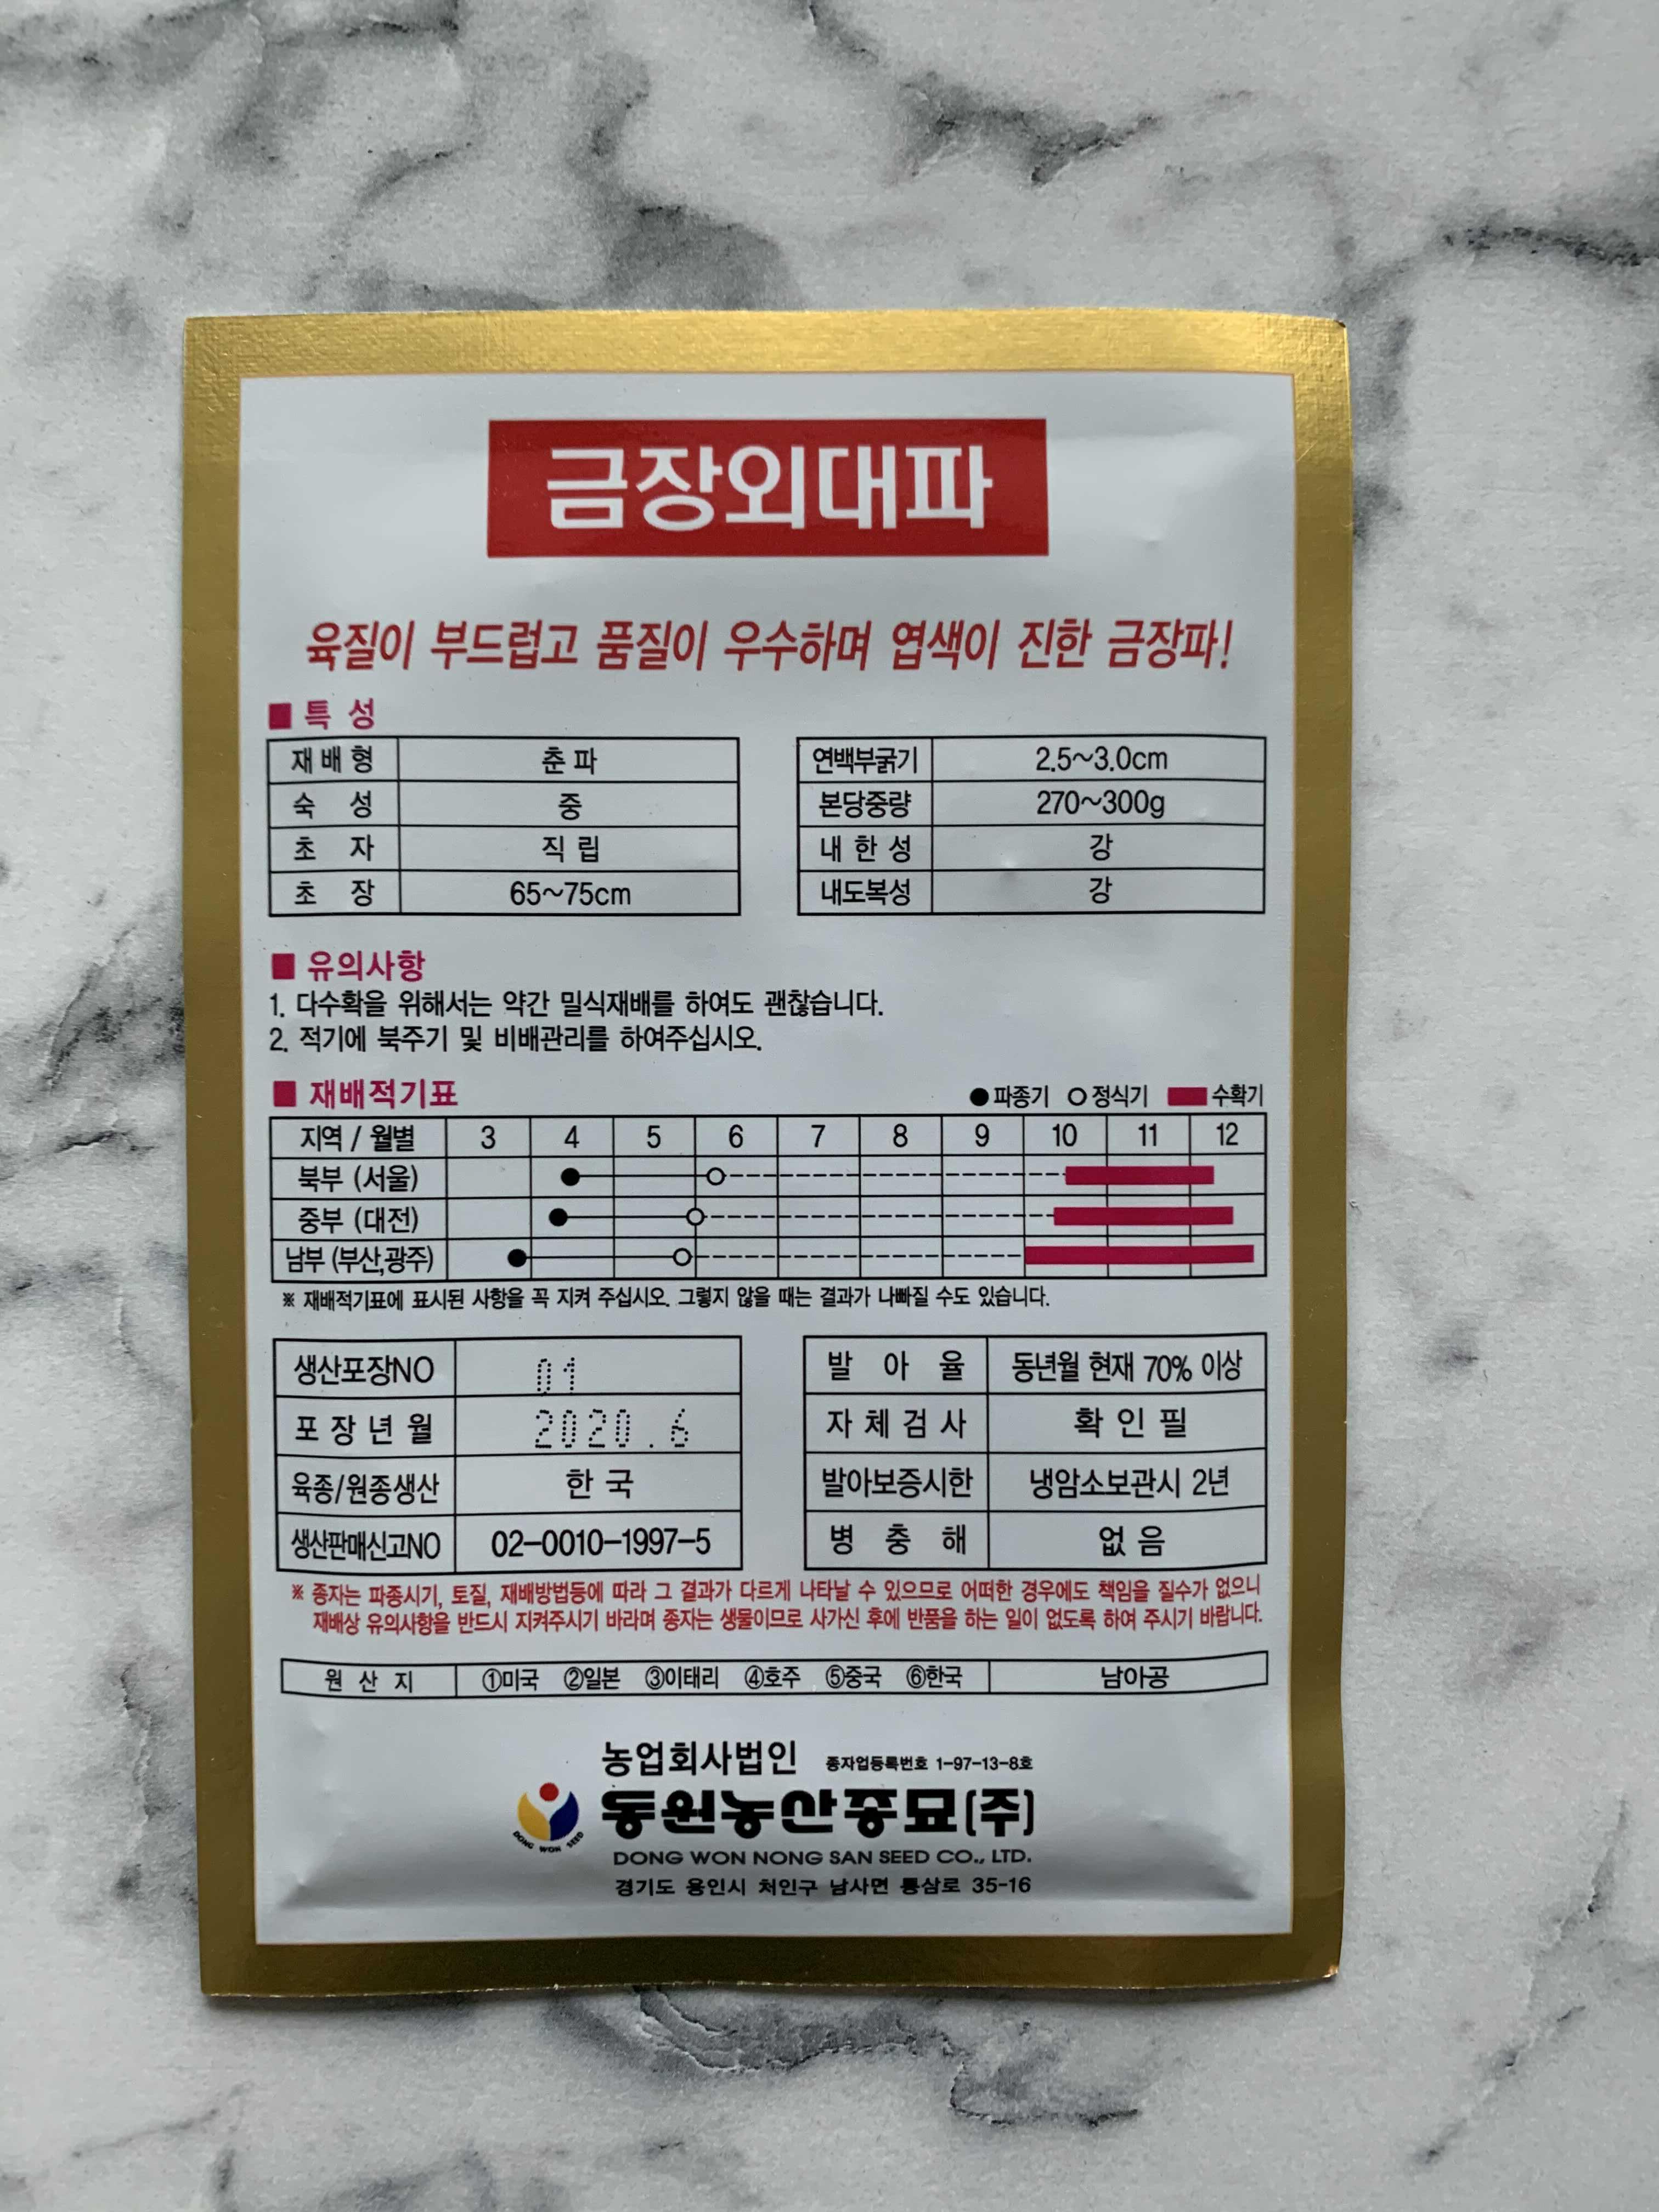 금장외대파
육질이 부드럽고 품질이 우수하며 엽색이 진한 금장파!
■ 특 성
재배형 춘파
숙 성 중
초 자 직립
초 장 65~75cm
연백부굵기 2.5~3.0cm
본당중량 270~300g
내한성 강
내도복성 강
■ 유의사항
1. 다수확을 위해서는 약간 밀식재배를 하여도 괜찮습니다.
2. 적기에 북주기 및 비배관리를 하여주십시오.
■ 재배적기표 ●파종기 ○정식기 수확기
지역 / 월별 3 4 5 6 7 8 9 10 11 12
북부 (서울)
중부 (대전)
남부 (부산,광주)
※ 재배적기표에 표시된 사항을 꼭 지켜 주십시오. 그렇지 않을 때는 결과가 나빠질 수도 있습니다.
생산포장NO 01
포장년월 2020.6
육종/원종생산 한국
생산판매신고NO 02-0010-1997-5
발 아 율 동년월 현재 70% 이상
자체검사 확인필
발아보증시한 냉암소보관시 2년
병 충 해 없음
※ 종자는 파종시기, 토질, 재배방법등에 따라 그 결과가 다르게 나타날 수 있으므로 어떠한 경우에도 책임을 질수가 없으니
재배상 유의사항을 반드시 지켜주시기 바라며 종자는 생물이므로 사가신 후에 반품을 하는 일이 없도록 하여 주시기 바랍니다.
원 산 지 ①미국 ②일본 ③이태리 ④호주 ⑤중국 ⑥한국 남아공
농업회사법인 종자업등록번호 1-97-13-8호
동원농산종묘(주)
DONG WON SEED
DONG WON NONG SAN SEED CO., LTD.
경기도 용인시 처인구 남사면 통삼로 35-16